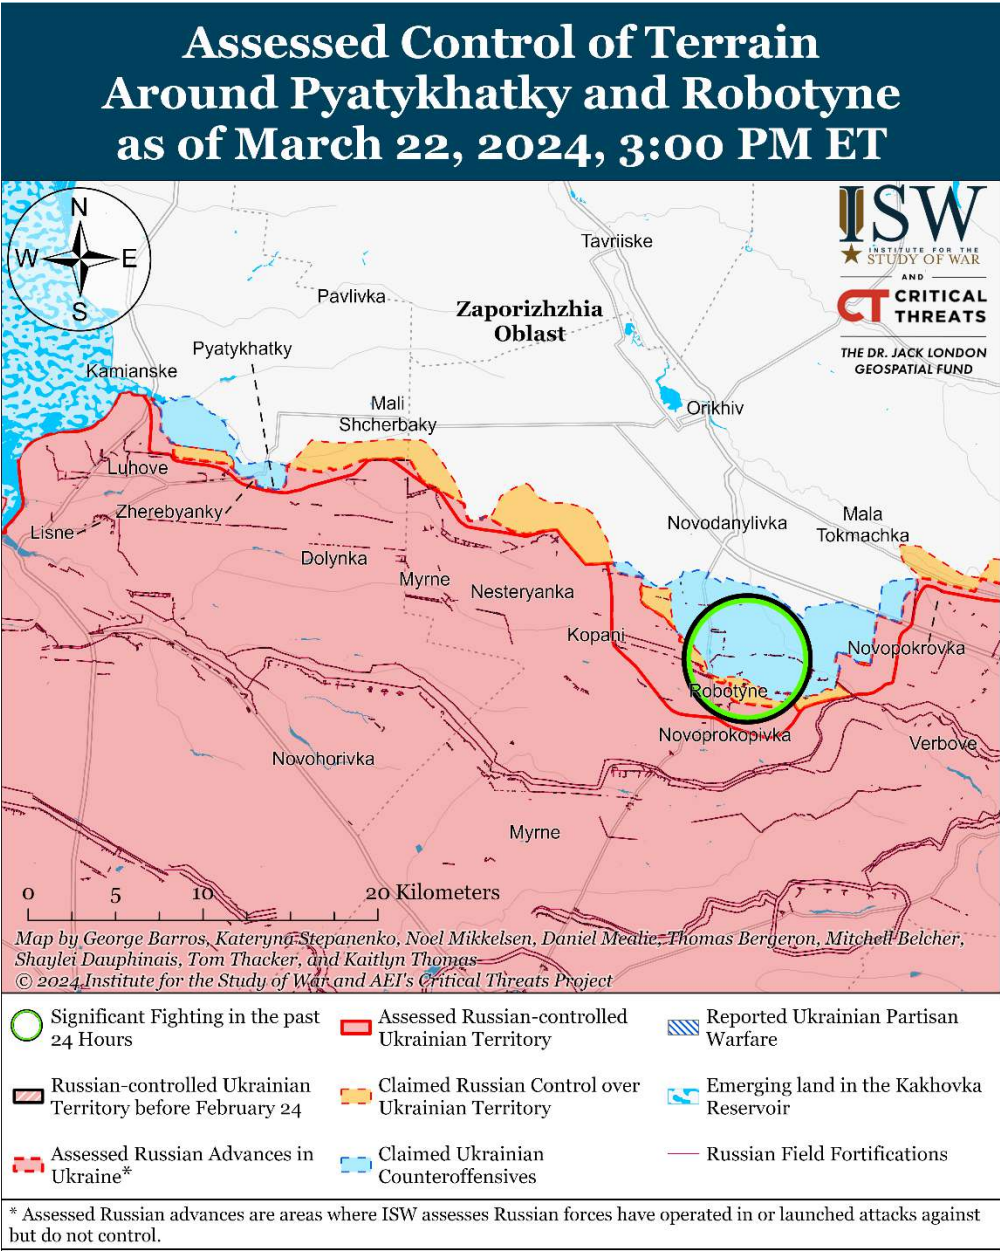 Assessed Control of Terrain
Around Pyatykhatky and Robotyne
as of March 22, 2024, 3:00 PM ET
N
W
E
S
ISW
INSTITUTE FOR THE
STUDY OF WAR
AND
CT CRITICAL
THREATS
THE DR. JACK LONDON
GEOSPATIAL FUND
Tavriiske
Pavlivka
Zaporizhzhia
Oblast
Pyatykhatky
Kamianske
Mali
Shcherbaky
Orikhiv
Luhove
Zherebyanky
Lisne
Novodanylivka
Mala
Tokmachka
Dolynka
Myrne
Nesteryanka
Kopani
Novopokrovka
Robotyne
Novoprokopivka
Verbove
Novohorivka
Myrne
0 5 10 20 Kilometers
Map by George Barros, Kateryna Stepanenko, Noel Mikkelsen, Daniel Mealie, Thomas Bergeron, Mitchell Belcher,
Shaylei Dauphinais, Tom Thacker, and Kaitlyn Thomas
© 2024 Institute for the Study of War and AEI's Critical Threats Project
Significant Fighting in the past
24 Hours
Assessed Russian-controlled
Ukrainian Territory
Reported Ukrainian Partisan
Warfare
Russian-controlled Ukrainian
Territory before February 24
Claimed Russian Control over
Ukrainian Territory
Emerging land in the Kakhovka
Reservoir
Assessed Russian Advances in
Ukraine*
Claimed Ukrainian
Counteroffensives
Russian Field Fortifications
* Assessed Russian advances are areas where ISW assesses Russian forces have operated in or launched attacks against
but do not control.